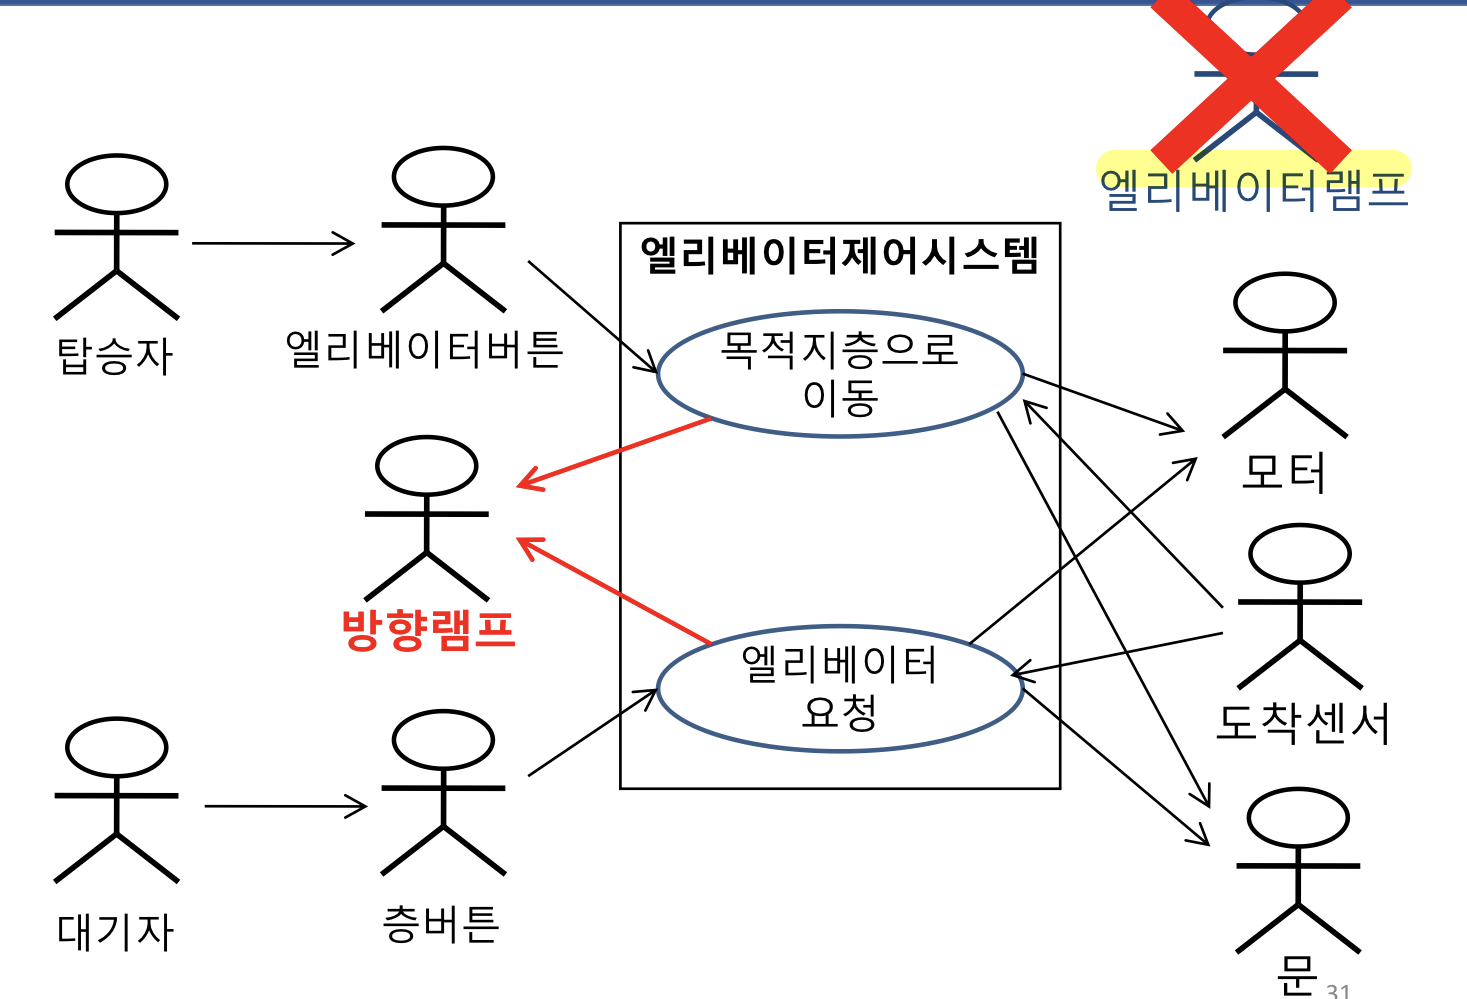 엘리베이터램프
엘리베이터제어시스템
탑승자
엘리베이터버튼
목적지층으로
이동
모터
방향램프
엘리베이터
요청
도착센서
대기자
층버튼
문
31